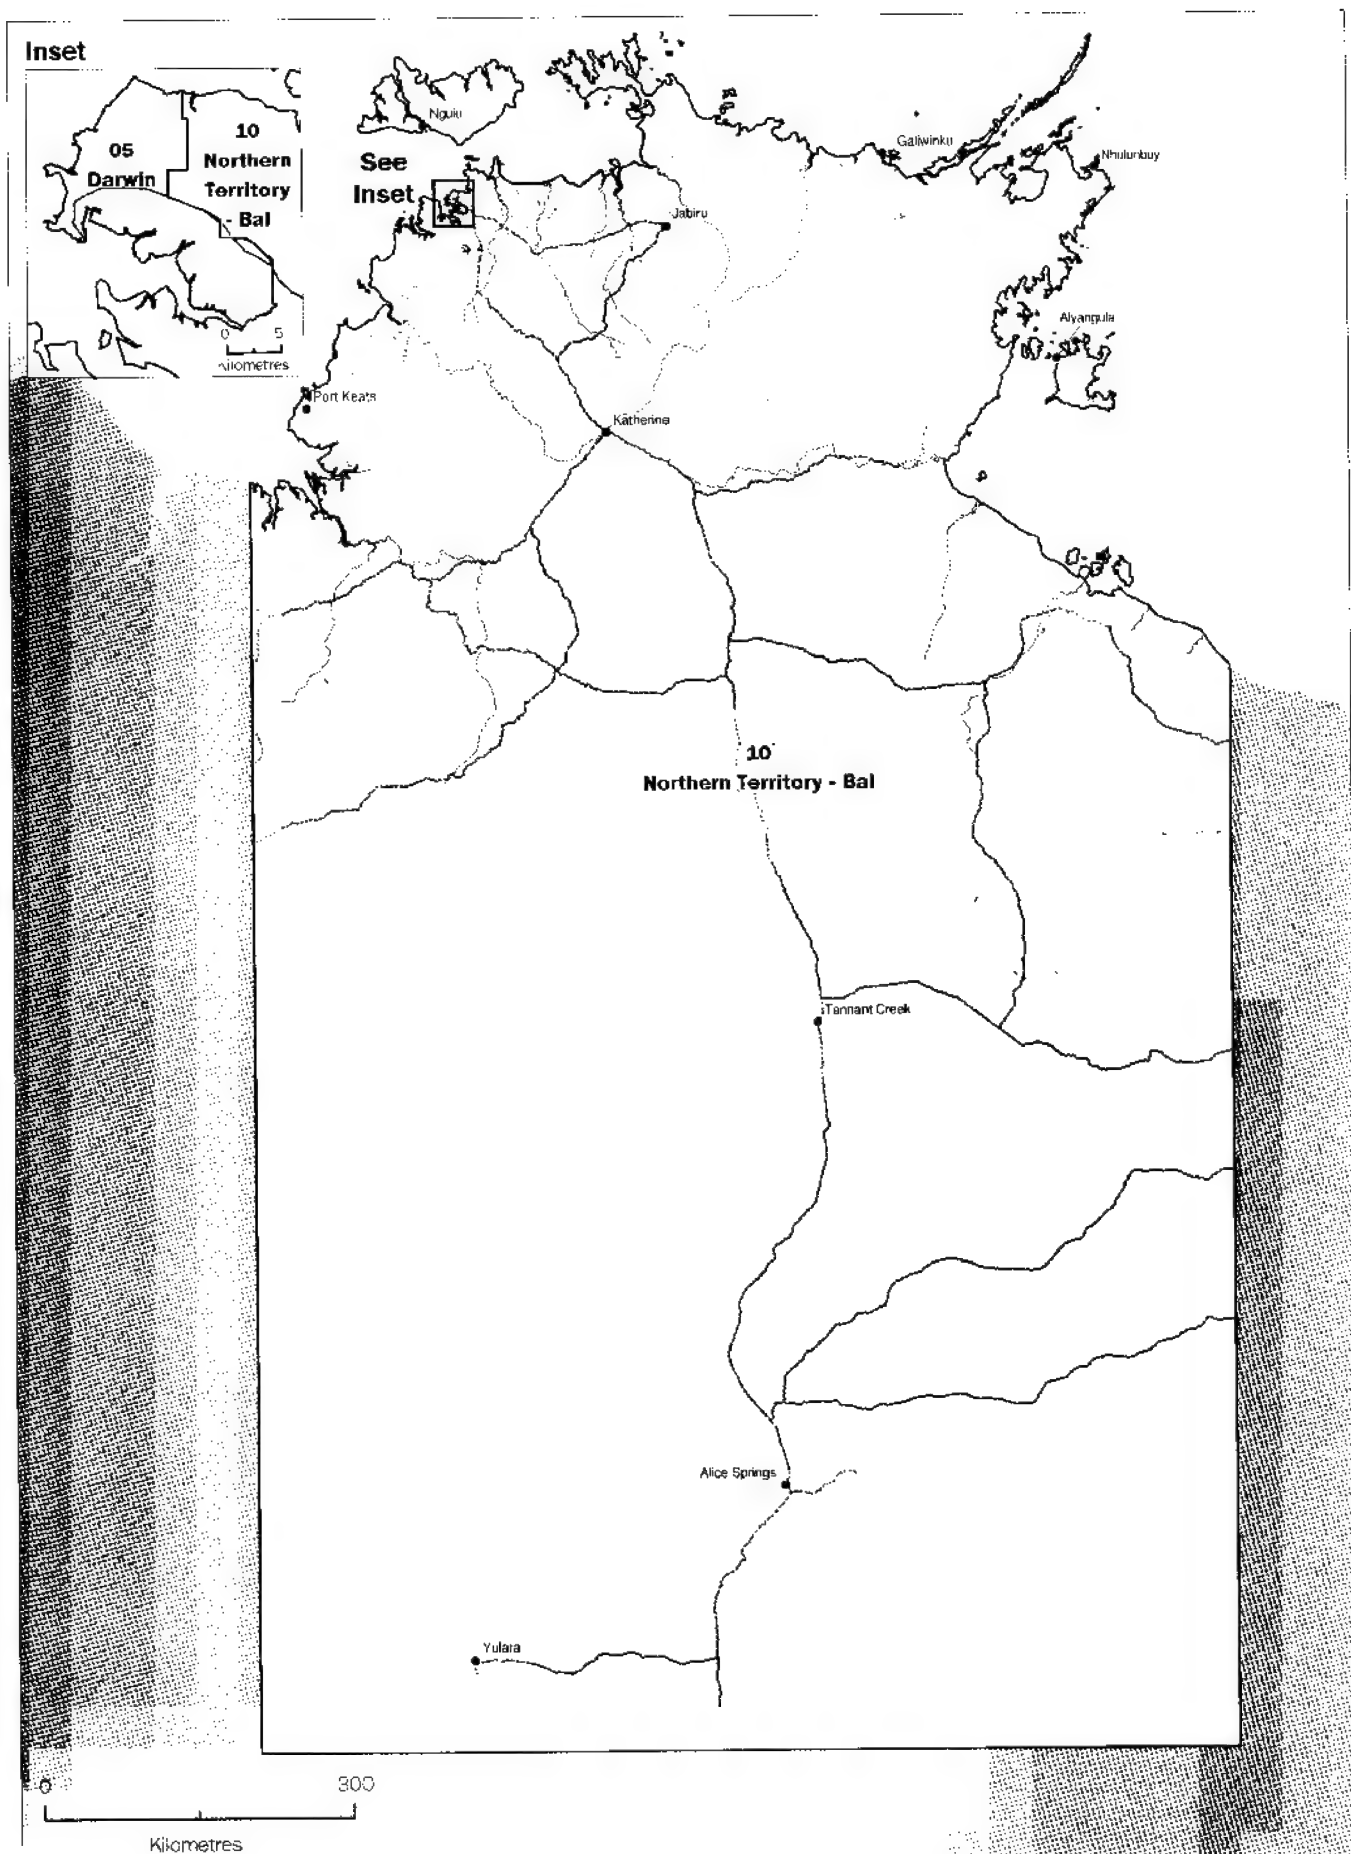 Inset
05
Darwin
10
Northern
Territory
- Bal
0 5
Kilometres
See
Inset
Nguiu
Galiwinku
Nhulunbuy
Jabiru
Alyangula
Port Keats
Katherine
10
Northern Territory - Bal
Tennant Creek
Alice Springs
Yulara
0 300
Kilometres